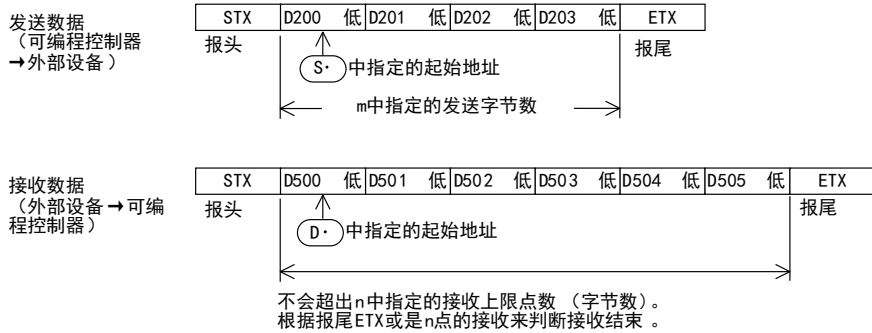 发送数据
（可编程控制器
→外部设备）
STX D200 低 D201 低 D202 低 D203 低 ETX
报头 报尾
S· 中指定的起始地址
m中指定的发送字节数
接收数据
（外部设备→可编
程控制器）
STX D500 低 D501 低 D502 低 D503 低 D504 低 D505 低 ETX
报头 报尾
D· 中指定的起始地址
不会超出n中指定的接收上限点数 （字节数）。
根据报尾ETX或是n点的接收来判断接收结束 。